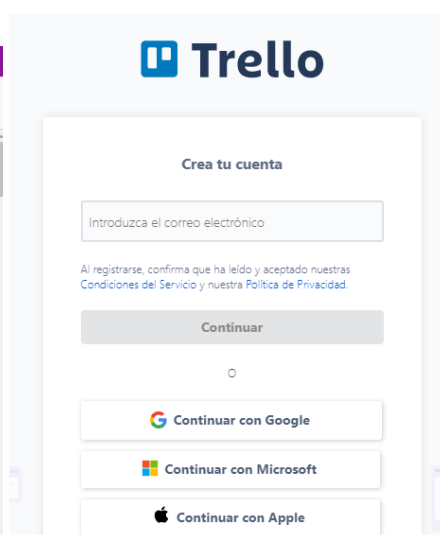 Trello
Crea tu cuenta
Introduzca el correo electrónico
Al registrarse, confirma que ha leído y aceptado nuestras
Condiciones del Servicio y nuestra Política de Privacidad.
Continuar
O
Continuar con Google
Continuar con Microsoft
Continuar con Apple